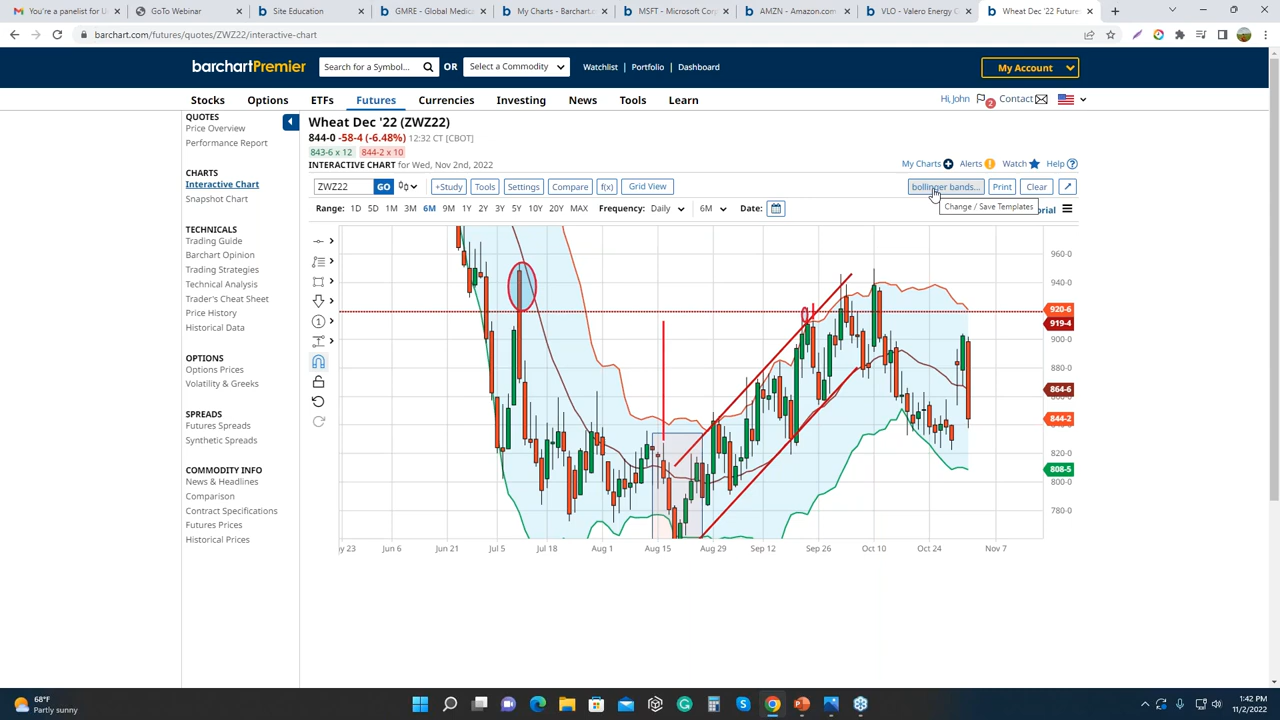 You're a panelist for U
GoTo Webinar
Site Education
GMRE - Global Medica
My Charts - Barchart.c
MSFT - Microsoft Corp
AMZN - Amazon.com
VLO - Valero Energy C
Wheat Dec '22 Future
barchart.com/futures/quotes/ZWZ22/interactive-chart
barchartPremier
Search for a Symbol...
OR
Select a Commodity
Watchlist | Portfolio | Dashboard
My Account
Stocks Options ETFs Futures Currencies Investing News Tools Learn
Hi, John 2 Contact
QUOTES
Price Overview
Performance Report
CHARTS
Interactive Chart
Snapshot Chart
TECHNICALS
Trading Guide
Barchart Opinion
Trading Strategies
Technical Analysis
Trader's Cheat Sheet
Price History
Historical Data
OPTIONS
Options Prices
Volatility & Greeks
SPREADS
Futures Spreads
Synthetic Spreads
COMMODITY INFO
News & Headlines
Comparison
Contract Specifications
Futures Prices
Historical Prices
Wheat Dec '22 (ZWZ22)
844-0 -58-4 (-6.48%) 12:32 CT [CBOT]
843-6 x 12 844-2 x 10
INTERACTIVE CHART for Wed, Nov 2nd, 2022
My Charts Alerts Watch Help
ZWZ22 GO +Study Tools Settings Compare f(x) Grid View
bollinger bands... Print Clear
Change / Save Templates
Range: 1D 5D 1M 3M 6M 9M 1Y 2Y 3Y 5Y 10Y 20Y MAX Frequency: Daily 6M Date:
orial
960-0
940-0
920-6
919-4
900-0
880-0
864-6
844-2
820-0
808-5
800-0
780-0
y 23 Jun 6 Jun 21 Jul 5 Jul 18 Aug 1 Aug 15 Aug 29 Sep 12 Sep 26 Oct 10 Oct 24 Nov 7
68°F
Partly sunny
1:42 PM
11/2/2022